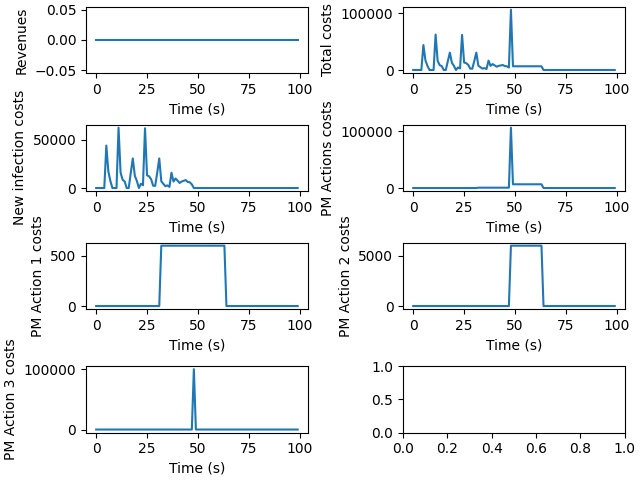 Revenues
0.05
0.00
−0.05
0 25 50 75 100
Time (s)
Total costs
100000
0
0 25 50 75 100
Time (s)
New infection costs
50000
0
0 25 50 75 100
Time (s)
PM Actions costs
100000
0
0 25 50 75 100
Time (s)
PM Action 1 costs
500
0
0 25 50 75 100
Time (s)
PM Action 2 costs
5000
0
0 25 50 75 100
Time (s)
PM Action 3 costs
100000
0
0 25 50 75 100
Time (s)
1.0
0.5
0.0
0.0 0.2 0.4 0.6 0.8 1.0